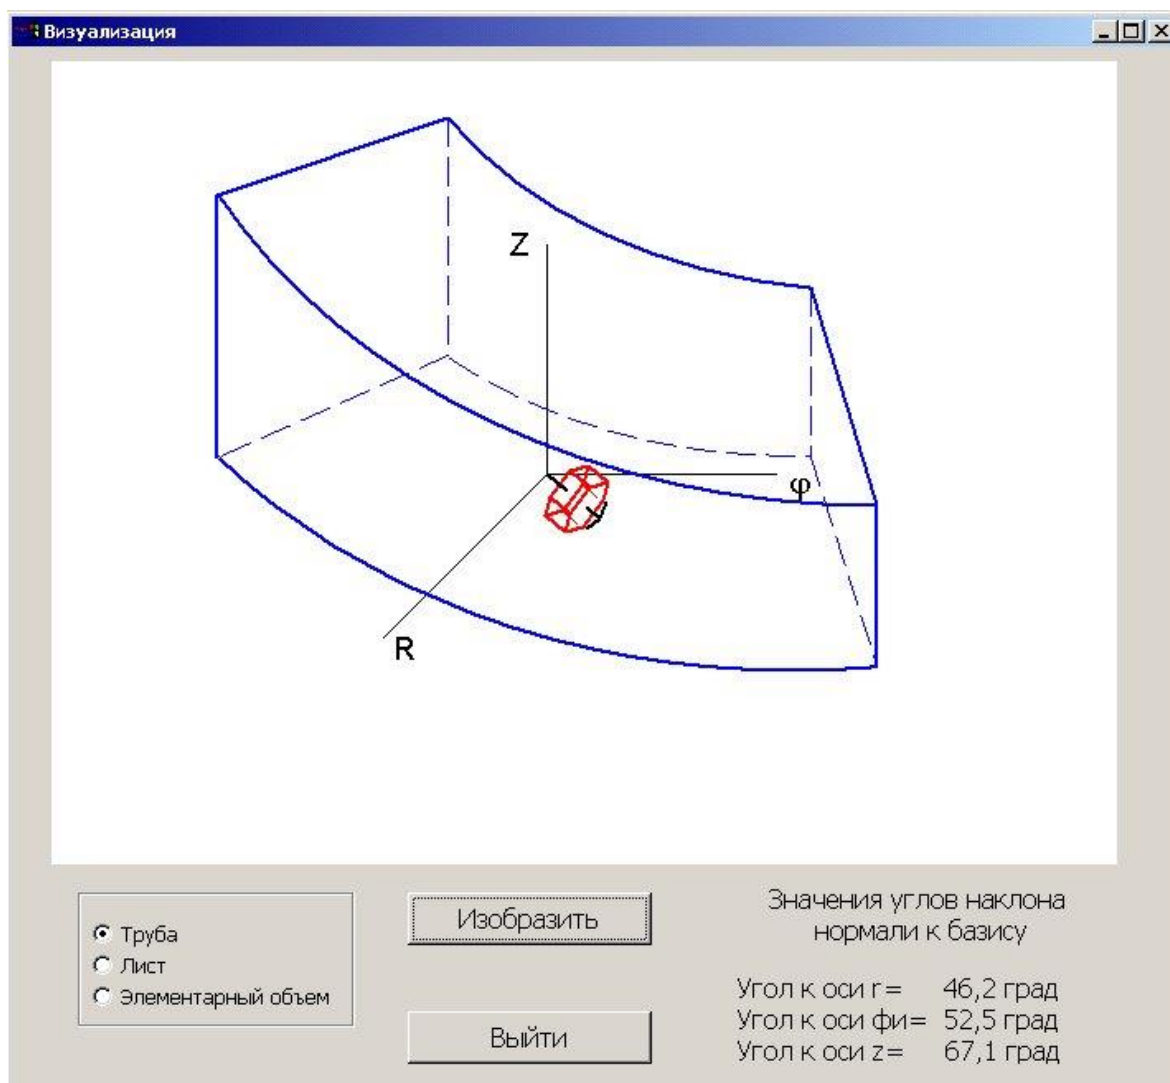 Визуализация
Z
φ
R
Труба
Лист
Элементарный объем
Изобразить
Выйти
Значения углов наклона
нормали к базису
Угол к оси r= 46,2 град
Угол к оси фи= 52,5 град
Угол к оси z= 67,1 град